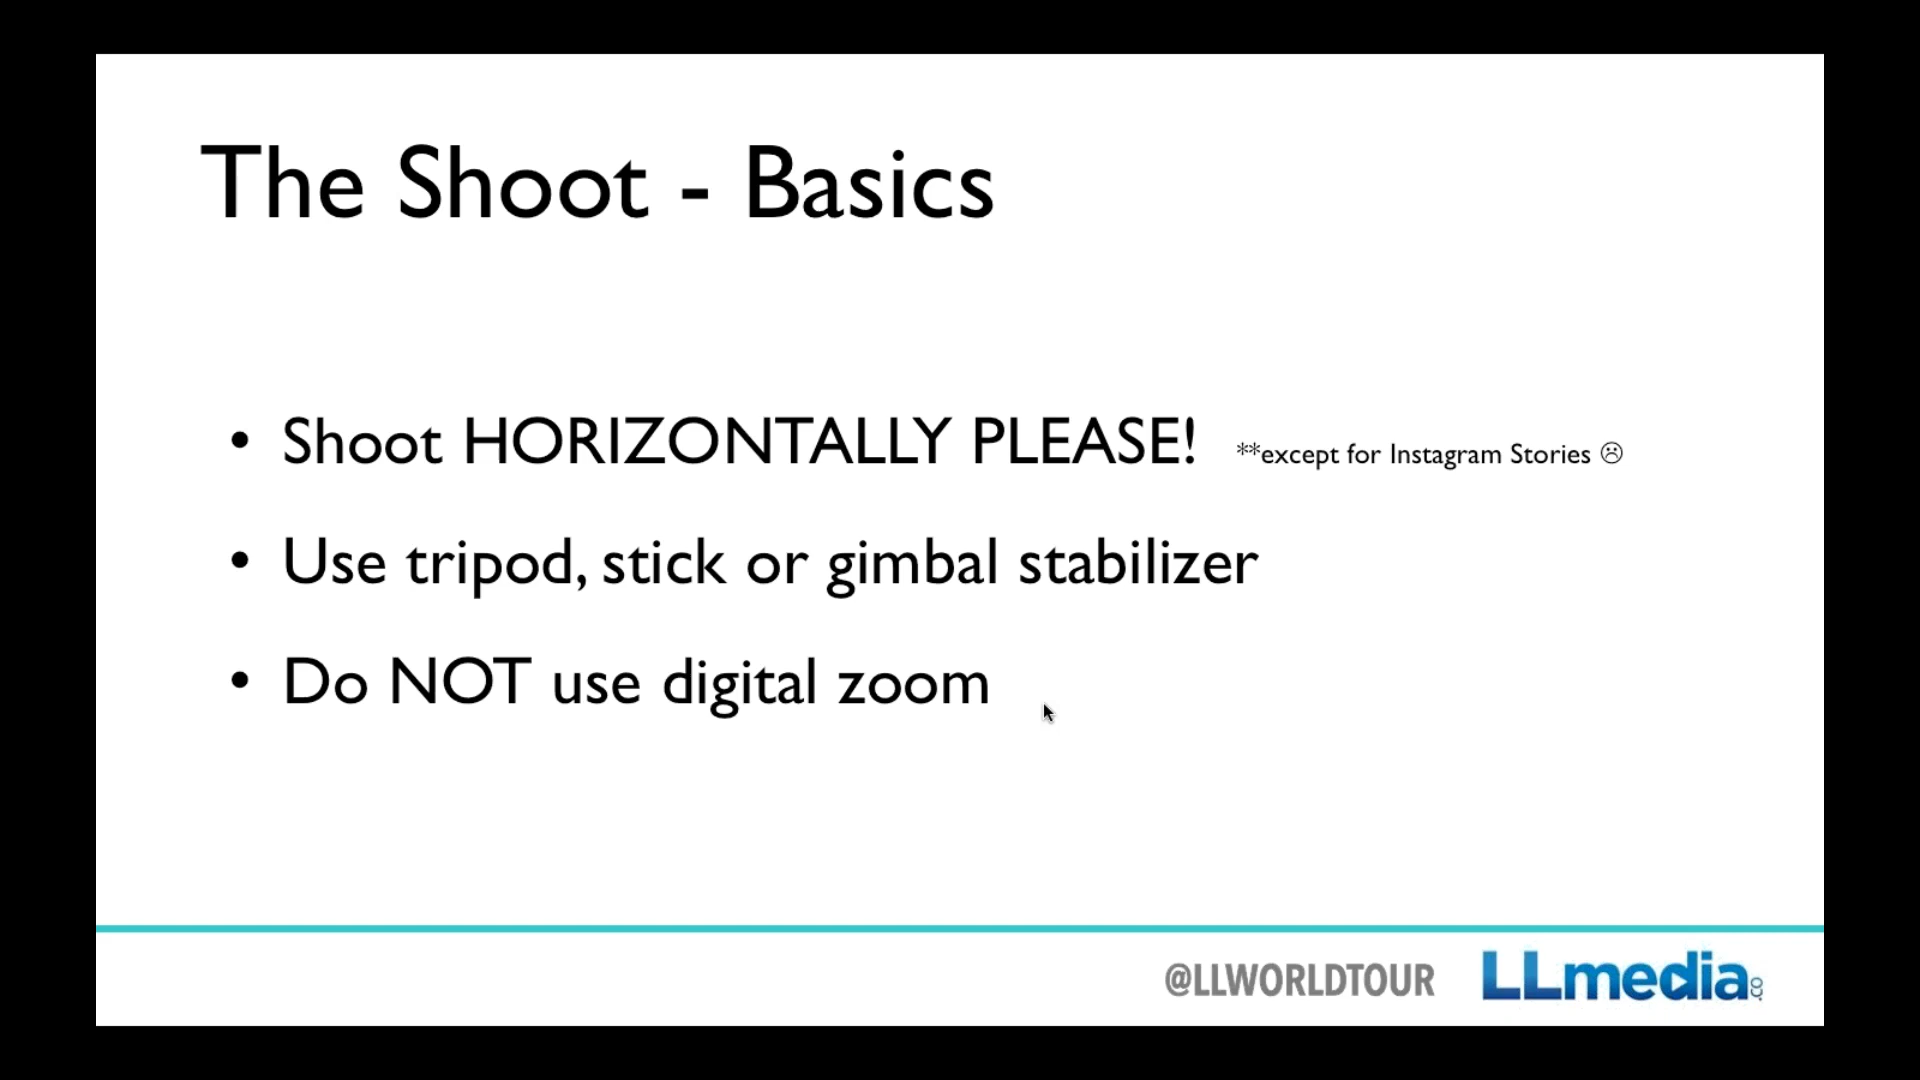 The Shoot - Basics
• Shoot HORIZONTALLY PLEASE! **except for Instagram Stories ☹
• Use tripod, stick or gimbal stabilizer
• Do NOT use digital zoom
@LLWORLDTOUR LLmedia.co